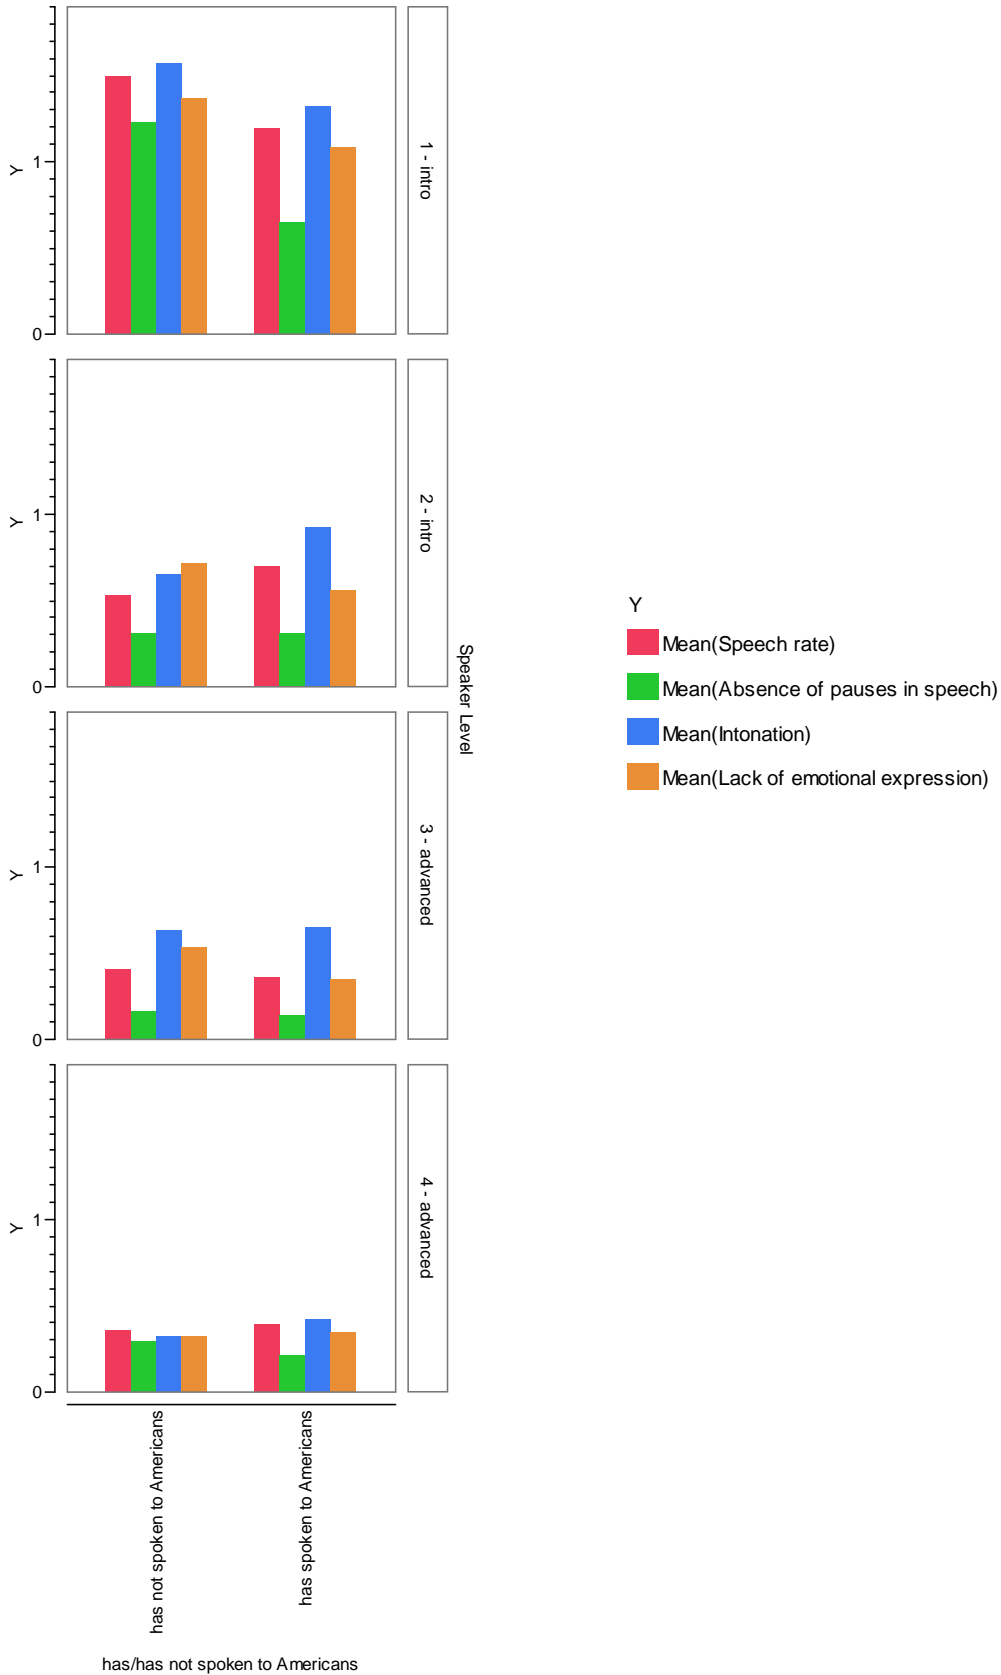 Y
1
0
1 - intro
Y
1
0
2 - intro
Speaker Level
Y
1
0
3 - advanced
Y
1
0
4 - advanced
has not spoken to Americans
has spoken to Americans
has/has not spoken to Americans
Y
Mean(Speech rate)
Mean(Absence of pauses in speech)
Mean(Intonation)
Mean(Lack of emotional expression)